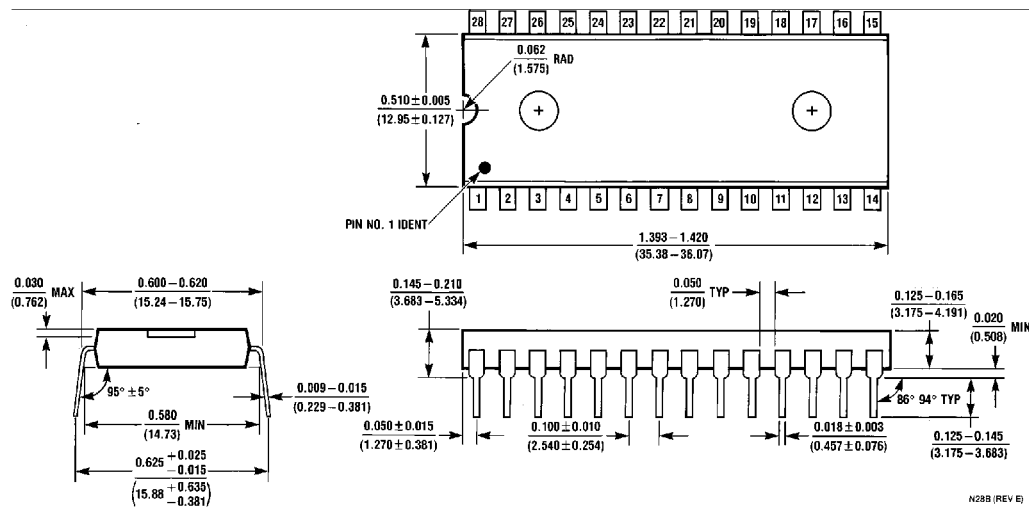 28 27 26 25 24 23 22 21 20 19 18 17 16 15
0.062
(1.575)
RAD
0.510 ± 0.005
(12.95 ± 0.127)
PIN NO. 1 IDENT
1 2 3 4 5 6 7 8 9 10 11 12 13 14
1.393 – 1.420
(35.38 – 36.07)
0.030
(0.762)
MAX
0.600 – 0.620
(15.24 – 15.75)
0.145 – 0.210
(3.683 – 5.334)
0.050
(1.270)
TYP
0.125 – 0.165
(3.175 – 4.191)
0.020
(0.508)
MIN
95° ± 5°
0.009 – 0.015
(0.229 – 0.381)
86° 94° TYP
0.580
(14.73)
MIN
0.050 ± 0.015
(1.270 ± 0.381)
0.100 ± 0.010
(2.540 ± 0.254)
0.018 ± 0.003
(0.457 ± 0.076)
0.125 – 0.145
(3.175 – 3.683)
0.625 +0.025 −0.015
(15.88 +0.635 −0.381)
N28B (REV E)